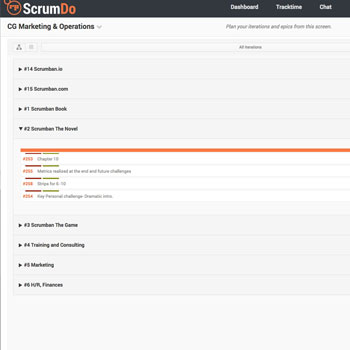 ScrumDo Dashboard Tracktime Chat
CG Marketing & Operations Plan your iterations and epics from this screen.
All Iterations
#14 Scrumban.io
#15 Scrumban.com
#1 Scrumban Book
#2 Scrumban The Novel
#253 Chapter 10
#255 Metrics realized at the end and future challenges
#258 Strips for 6-10
#254 Key Personal challenge- Dramatic intro.
#3 Scrumban The Game
#4 Training and Consulting
#5 Marketing
#6 H/R, Finances